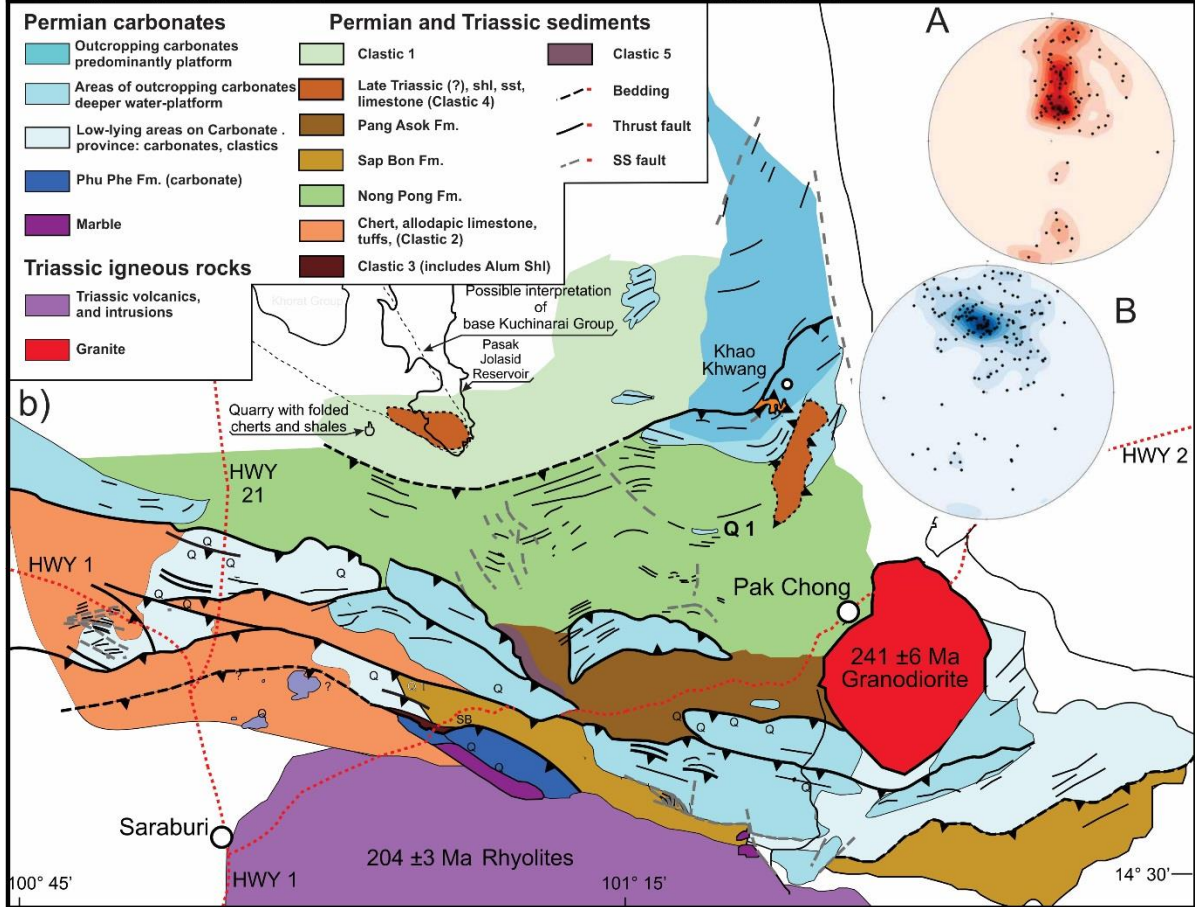 Permian carbonates
Outcropping carbonates
predominantly platform
Areas of outcropping carbonates
deeper water-platform
Low-lying areas on Carbonate .
province: carbonates, clastics
Phu Phe Fm. (carbonate)
Marble
Triassic igneous rocks
Triassic volcanics,
and intrusions
Granite
Permian and Triassic sediments
Clastic 1
Late Triassic (?), shl, sst,
limestone (Clastic 4)
Pang Asok Fm.
Sap Bon Fm.
Nong Pong Fm.
Chert, allodapic limestone,
tuffs, (Clastic 2)
Clastic 3 (includes Alum Shl)
Clastic 5
Bedding
Thrust fault
SS fault
A
B
b)
Khorat Group
Possible interpretation
of
base Kuchinarai Group
Pasak
Jolasid
Reservoir
Quarry with folded
cherts and shales
Khao
Khwang
HWY 2
HWY
21
Q 1
HWY 1
Q
Q
Q
Q
Q
Q
Pak Chong
241 ±6 Ma
Granodiorite
?
?
Q
Q
Q
Q
SB
Q
Q
Q
Q
Q
Q
Q
Saraburi
204 ±3 Ma Rhyolites
HWY 1
100° 45'
101° 15'
14° 30'